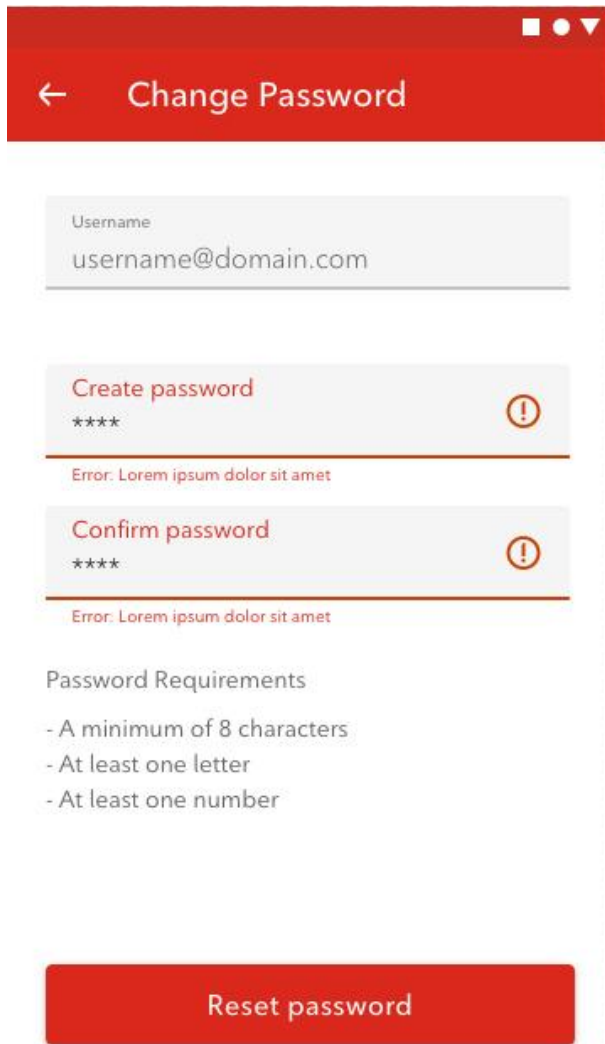 Change Password
Username
username@domain.com
Create password
****
Error: Lorem ipsum dolor sit amet
Confirm password
****
Error: Lorem ipsum dolor sit amet
Password Requirements
- A minimum of 8 characters
- At least one letter
- At least one number
Reset password